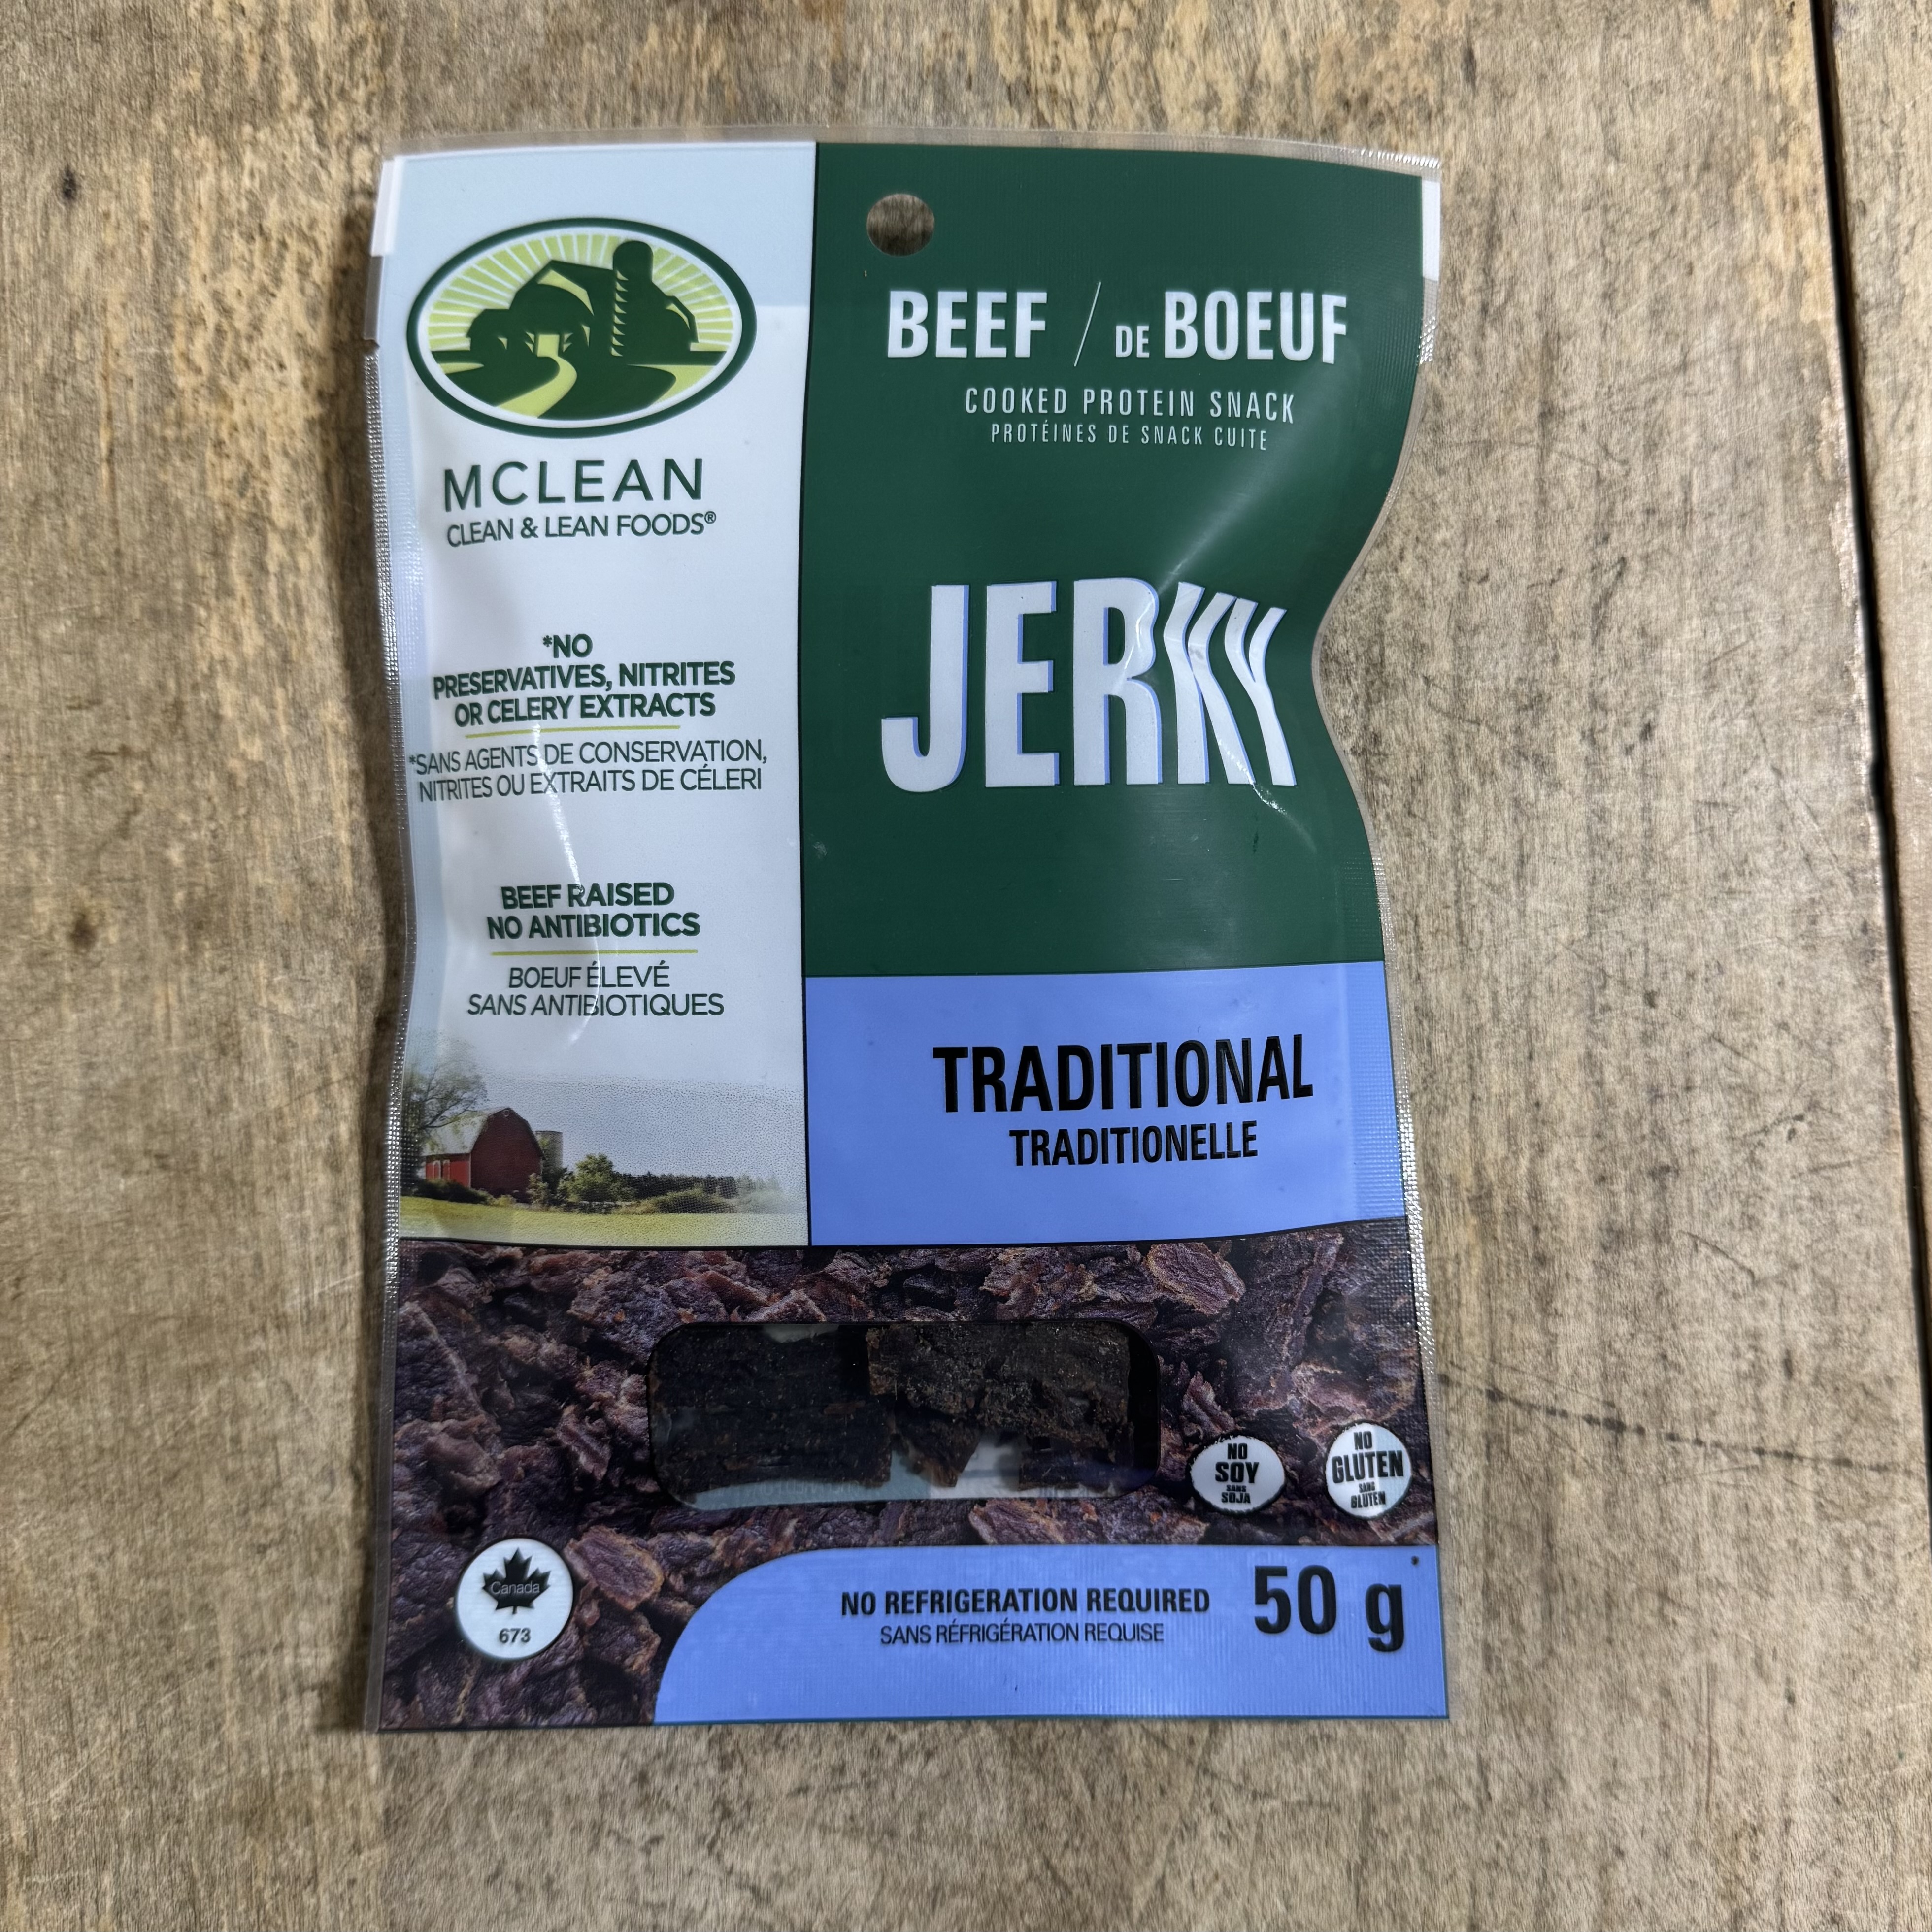 MCLEAN
CLEAN & LEAN FOODS®
*NO
PRESERVATIVES, NITRITES
OR CELERY EXTRACTS
*SANS AGENTS DE CONSERVATION,
NITRITES OU EXTRAITS DE CÉLERI
BEEF RAISED
NO ANTIBIOTICS
BOEUF ÉLEVÉ
SANS ANTIBIOTIQUES
BEEF / DE BOEUF
COOKED PROTEIN SNACK
PROTÉINES DE SNACK CUITE
JERKY
TRADITIONAL
TRADITIONELLE
NO
SOY
SANS
SOJA
NO
GLUTEN
SANS
GLUTEN
Canada
673
NO REFRIGERATION REQUIRED
SANS RÉFRIGÉRATION REQUISE
50 g